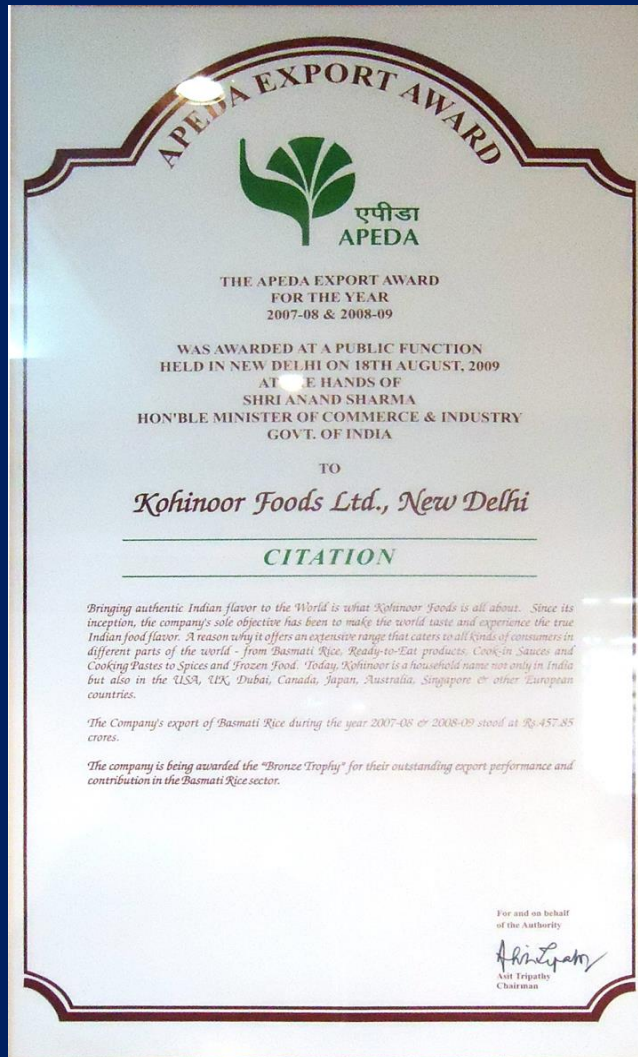 APEDA EXPORT AWARD
एपीडा
APEDA
THE APEDA EXPORT AWARD
FOR THE YEAR
2007-08 & 2008-09
WAS AWARDED AT A PUBLIC FUNCTION
HELD IN NEW DELHI ON 18TH AUGUST, 2009
AT HANDS OF
SHRI ANAND SHARMA
HON'BLE MINISTER OF COMMERCE & INDUSTRY
GOVT. OF INDIA
TO
Kohinoor Foods Ltd., New Delhi
CITATION
Bringing authentic Indian flavor to the World is what Kohinoor Foods is all about. Since its
inception, the company's sole objective has been to make the world taste and experience the true
Indian food flavor. A reason why it offers an extensive range that caters to all kinds of consumers in
different parts of the world - from Basmati Rice, Ready-to-Eat products, Cook-in Sauces and
Cooking Pastes to Spices and Frozen Food. Today, Kohinoor is a household name not only in India
but also in the USA, UK, Dubai, Canada, Japan, Australia, Singapore & other European
countries.
The Company's export of Basmati Rice during the year 2007-08 & 2008-09 stood at Rs.457.85
crores.
The company is being awarded the "Bronze Trophy" for their outstanding export performance and
contribution in the Basmati Rice sector.
For and on behalf
of the Authority
Asit Tripathy
Chairman